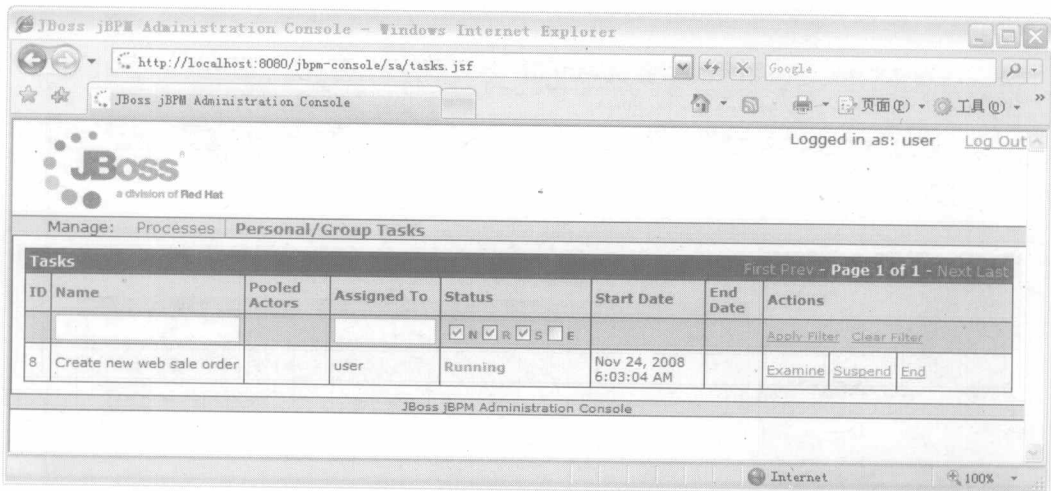 JBoss jBPM Administration Console - Windows Internet Explorer
http://localhost:8080/jbpm-console/sa/tasks.jsf
Google
JBoss jBPM Administration Console
页面(P)
工具(O)
»
Logged in as: user Log Out
JBoss
a division of Red Hat
Manage: Processes Personal/Group Tasks
Tasks First Prev - Page 1 of 1 - Next Last
ID Name Pooled Actors Assigned To Status Start Date End Date Actions
N R S E Apply Filter Clear Filter
8 Create new web sale order user Running Nov 24, 2008 6:03:04 AM Examine Suspend End
JBoss jBPM Administration Console
Internet 100%